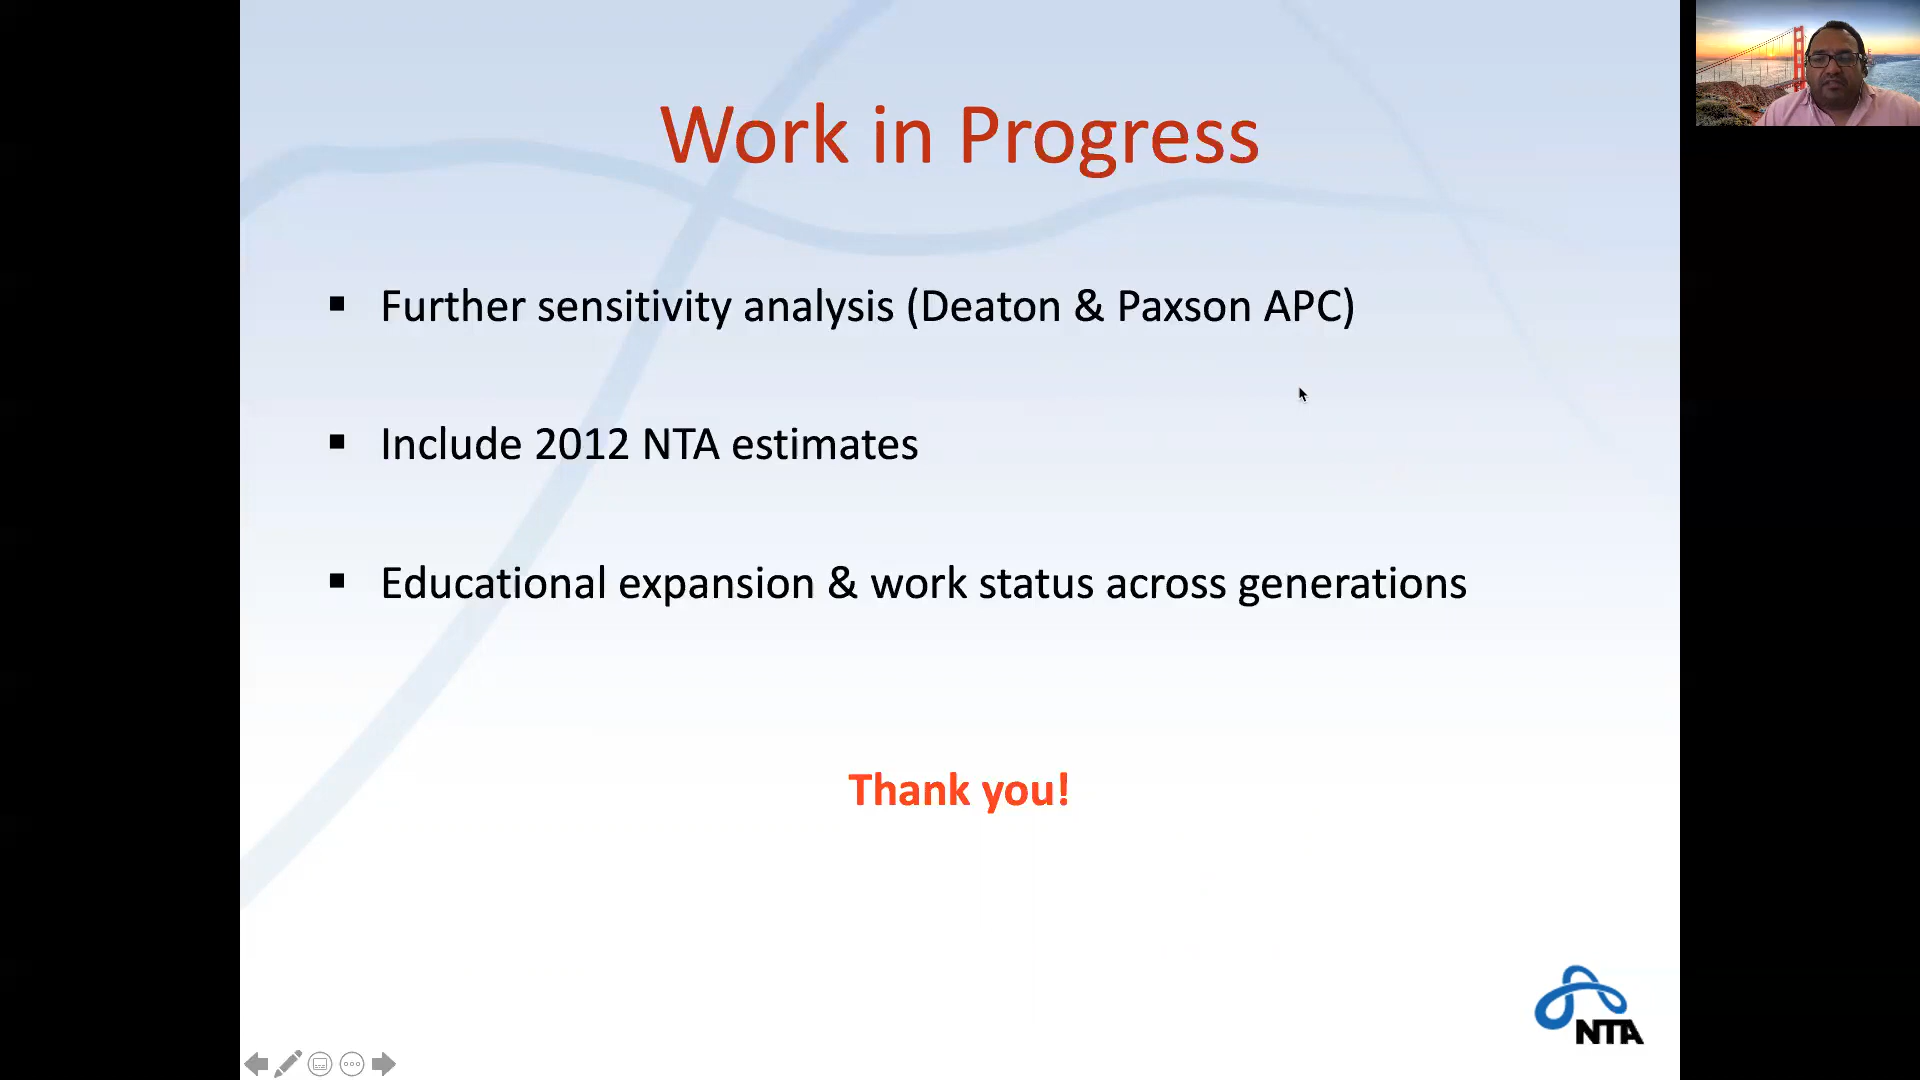 Work in Progress
▪ Further sensitivity analysis (Deaton & Paxson APC)
▪ Include 2012 NTA estimates
▪ Educational expansion & work status across generations
Thank you!
NTA